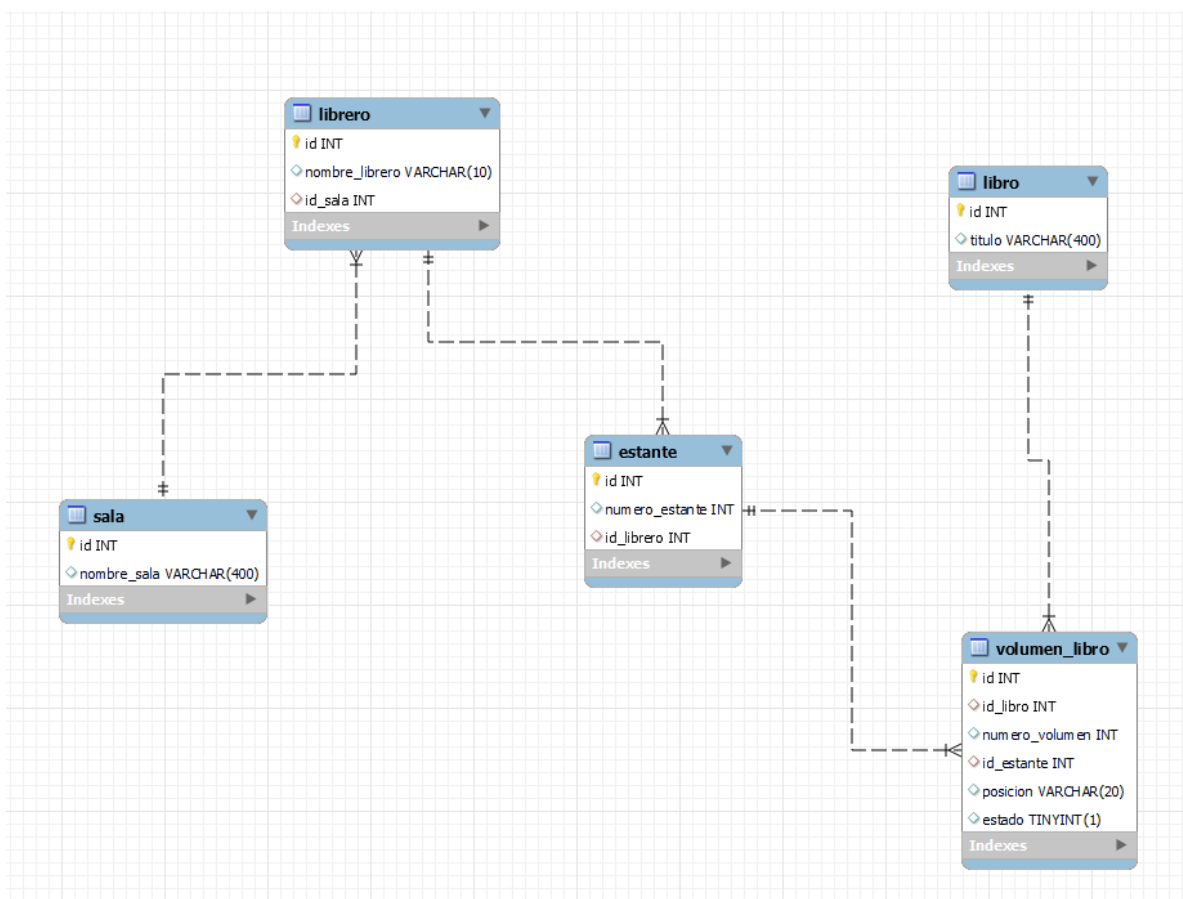 librero
id INT
nombre_librero VARCHAR(10)
id_sala INT
Indexes
libro
id INT
titulo VARCHAR(400)
Indexes
estante
id INT
numero_estante INT
id_librero INT
Indexes
sala
id INT
nombre_sala VARCHAR(400)
Indexes
volumen_libro
id INT
id_libro INT
numero_volumen INT
id_estante INT
posicion VARCHAR(20)
estado TINYINT(1)
Indexes